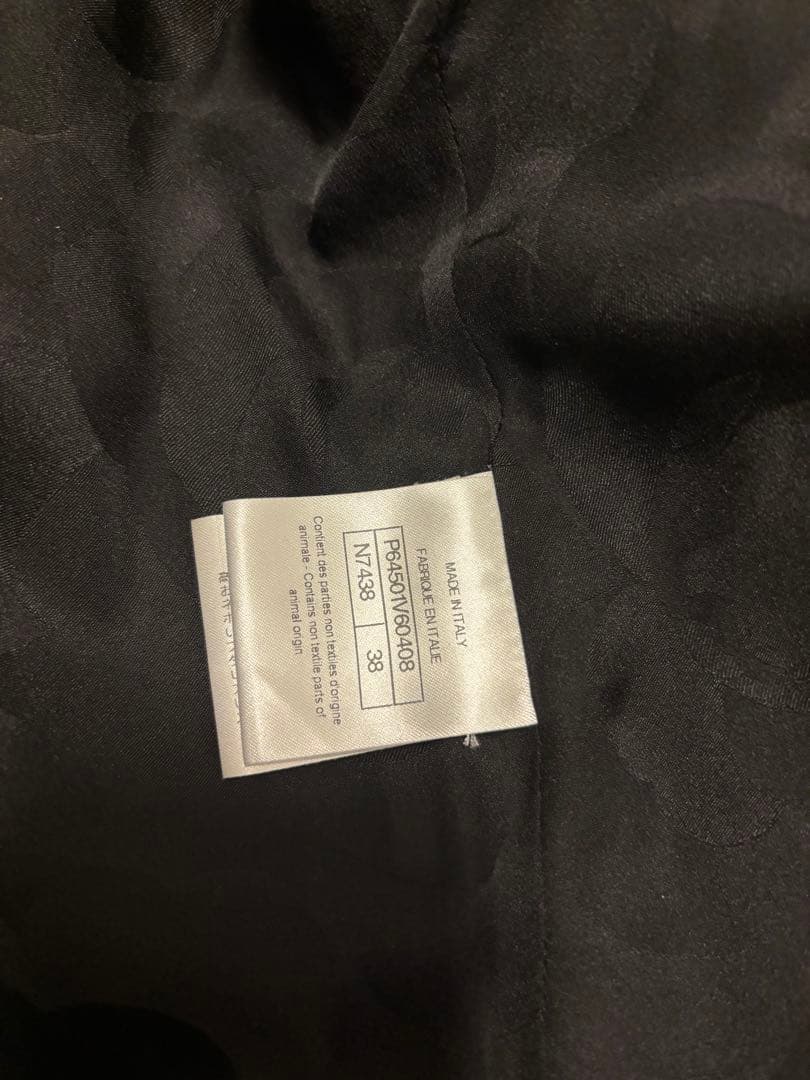 MADE IN ITALY
FABRIQUE EN ITALIE
P64501V60408
N7438 38
Contient des parties non textiles d'origine
animale - Contains non textile parts of
animal origin